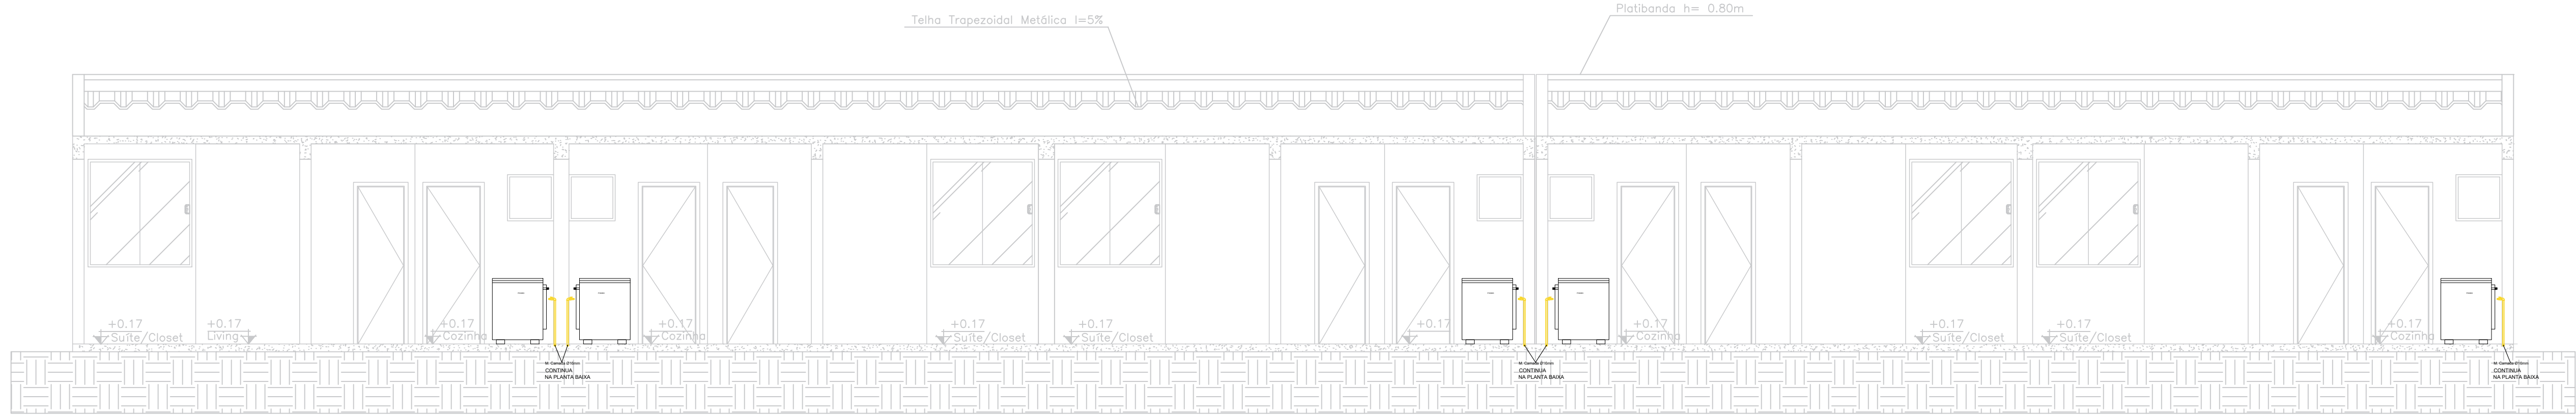 Telha Trapezoidal Metálica I=5%
Platibanda h= 0.80m
+0.17
Suíte/Closet
+0.17
Living
+0.17
Cozinha
+0.17
Cozinha
+0.17
Suíte/Closet
+0.17
Suíte/Closet
+0.17
+0.17
Cozinha
+0.17
Suíte/Closet
+0.17
Suíte/Closet
+0.17
Cozinha
CONTINUA
NA PLANTA BAIXA
CONTINUA
NA PLANTA BAIXA
CONTINUA
NA PLANTA BAIXA